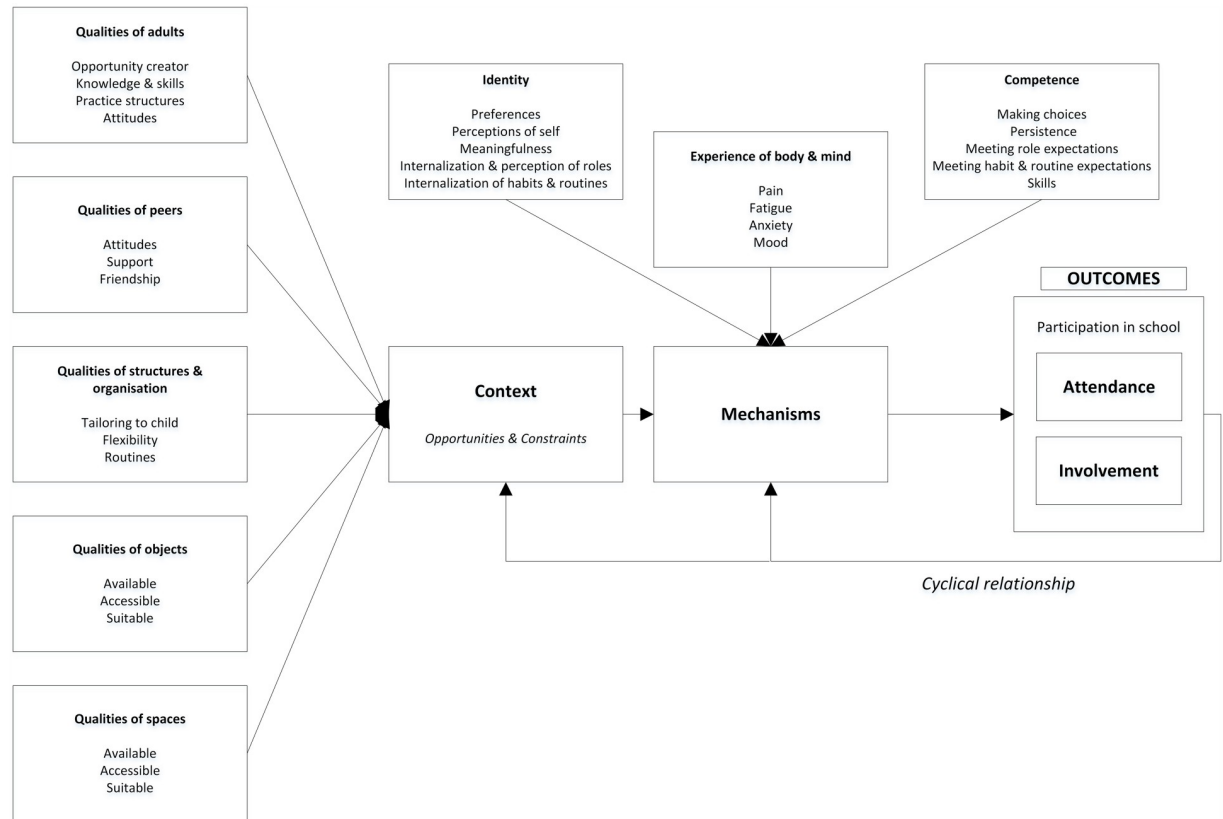 Qualities of adults
Opportunity creator
Knowledge & skills
Practice structures
Attitudes
Qualities of peers
Attitudes
Support
Friendship
Qualities of structures &
organisation
Tailoring to child
Flexibility
Routines
Qualities of objects
Available
Accessible
Suitable
Qualities of spaces
Available
Accessible
Suitable
Identity
Preferences
Perceptions of self
Meaningfulness
Internalization & perception of roles
Internalization of habits & routines
Experience of body & mind
Pain
Fatigue
Anxiety
Mood
Competence
Making choices
Persistence
Meeting role expectations
Meeting habit & routine expectations
Skills
Context
Opportunities & Constraints
Mechanisms
OUTCOMES
Participation in school
Attendance
Involvement
Cyclical relationship